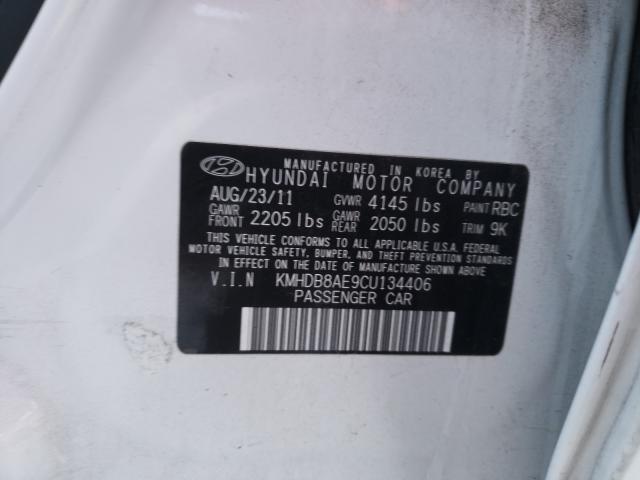 MANUFACTURED IN KOREA BY
HYUNDAI MOTOR COMPANY
AUG/23/11 GVWR 4145 lbs PAINT RBC
GAWR FRONT 2205 lbs GAWR REAR 2050 lbs TRIM 9K
THIS VEHICLE CONFORMS TO ALL APPLICABLE U.S.A. FEDERAL
MOTOR VEHICLE SAFETY, BUMPER, AND THEFT PREVENTION STANDARDS
IN EFFECT ON THE DATE OF MANUFACTURE SHOWN ABOVE.
V.I.N KMHDB8AE9CU134406
PASSENGER CAR